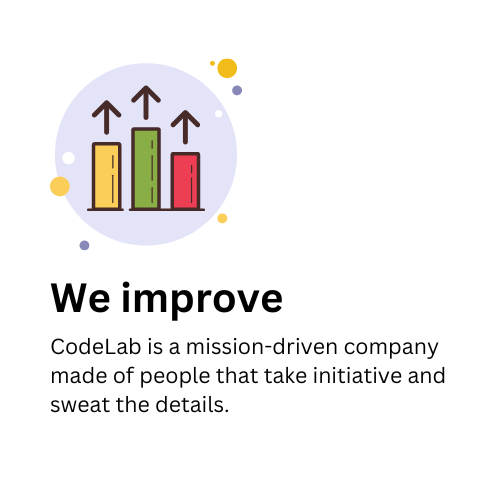 We improve
CodeLab is a mission-driven company
made of people that take initiative and
sweat the details.